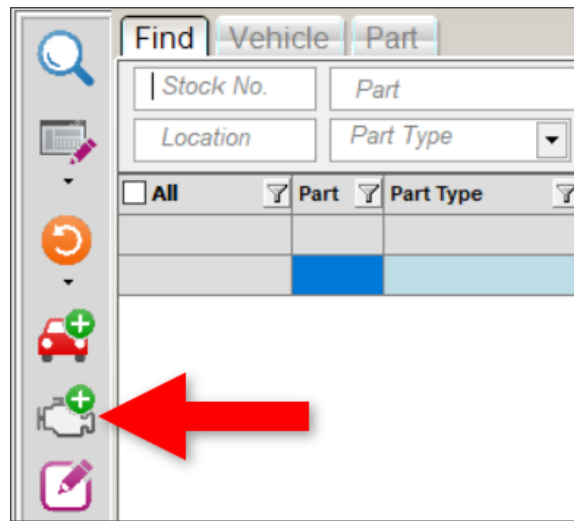 Find Vehicle Part
Stock No. Part
Location Part Type
All Part Part Type